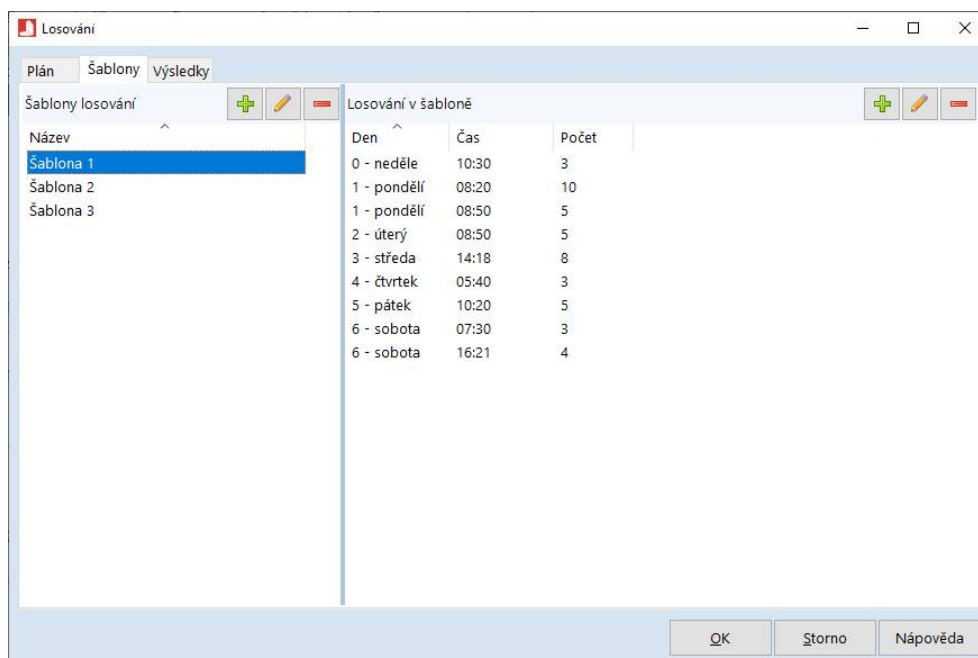 Losování
Plán Šablony Výsledky
Šablony losování
Název
Šablona 1
Šablona 2
Šablona 3
Losování v šabloně
Den Čas Počet
0 - neděle 10:30 3
1 - pondělí 08:20 10
1 - pondělí 08:50 5
2 - úterý 08:50 5
3 - středa 14:18 8
4 - čtvrtek 05:40 3
5 - pátek 10:20 5
6 - sobota 07:30 3
6 - sobota 16:21 4
OK Storno Nápověda